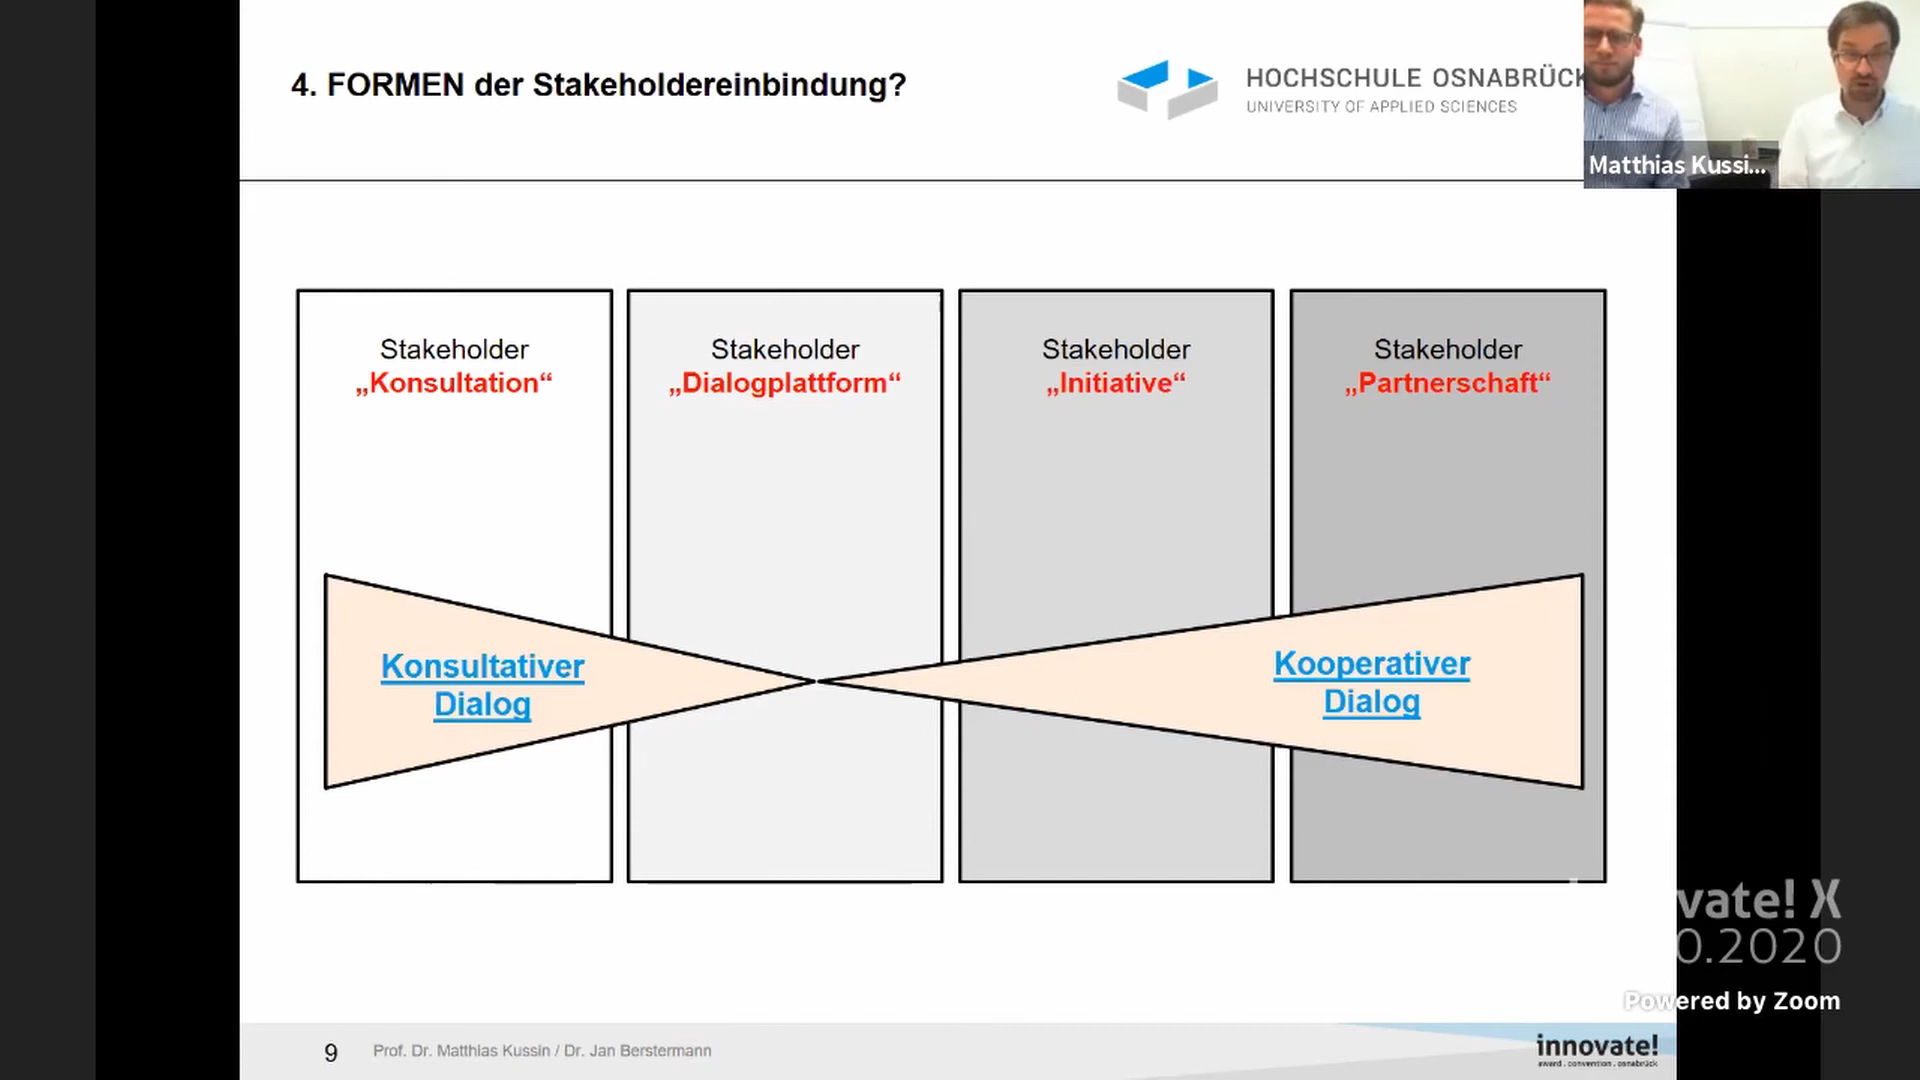 4. FORMEN der Stakeholdereinbindung?
HOCHSCHULE OSNABRÜCK
UNIVERSITY OF APPLIED SCIENCES
Matthias Kussi...
Stakeholder
„Konsultation“
Stakeholder
„Dialogplattform“
Stakeholder
„Initiative“
Stakeholder
„Partnerschaft“
Konsultativer
Dialog
Kooperativer
Dialog
vate! X
0.2020
Powered by Zoom
9
Prof. Dr. Matthias Kussin / Dr. Jan Berstermann
innovate!
award . convention . osnabrück